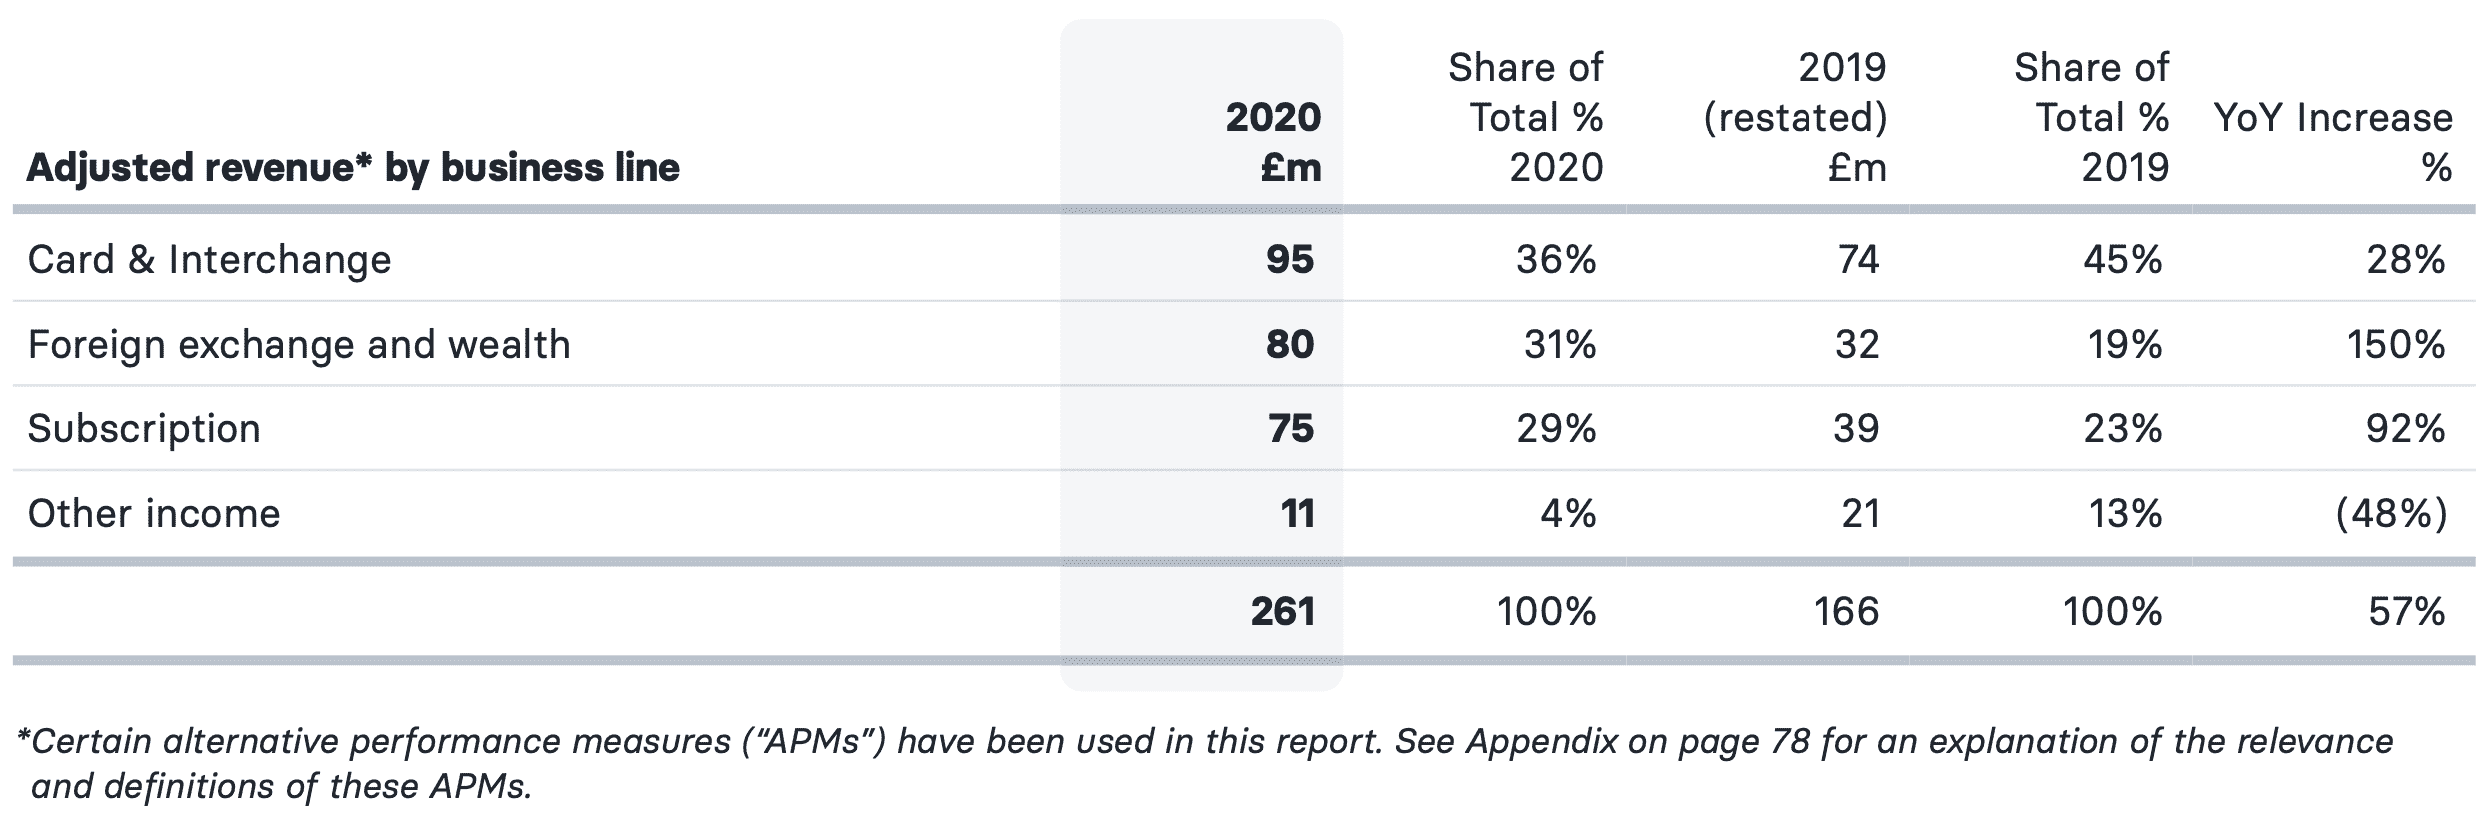 Share of 2019 Share of
2020 Total % (restated) Total % YoY Increase
Adjusted revenue* by business line £m 2020 £m 2019 %
Card & Interchange 95 36% 74 45% 28%
Foreign exchange and wealth 80 31% 32 19% 150%
Subscription 75 29% 39 23% 92%
Other income 11 4% 21 13% (48%)
261 100% 166 100% 57%
*Certain alternative performance measures (“APMs”) have been used in this report. See Appendix on page 78 for an explanation of the relevance
and definitions of these APMs.